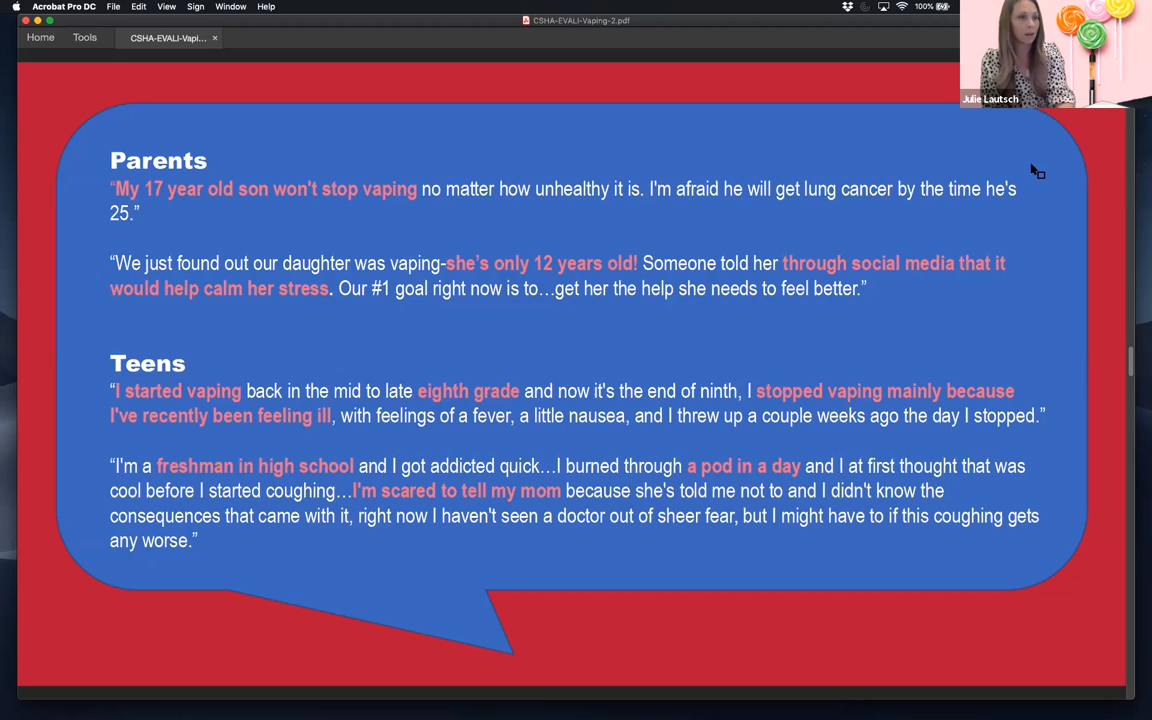 Acrobat Pro DC File Edit View Sign Window Help 100%
CSHA-EVALI-Vaping-2.pdf
Home Tools CSHA-EVALI-Vapi... ×
Julie Lautsch
Parents
“My 17 year old son won't stop vaping no matter how unhealthy it is. I'm afraid he will get lung cancer by the time he's
25.”
“We just found out our daughter was vaping-she’s only 12 years old! Someone told her through social media that it
would help calm her stress. Our #1 goal right now is to…get her the help she needs to feel better.”
Teens
“I started vaping back in the mid to late eighth grade and now it's the end of ninth, I stopped vaping mainly because
I've recently been feeling ill, with feelings of a fever, a little nausea, and I threw up a couple weeks ago the day I stopped.”
“I'm a freshman in high school and I got addicted quick…I burned through a pod in a day and I at first thought that was
cool before I started coughing…I'm scared to tell my mom because she's told me not to and I didn't know the
consequences that came with it, right now I haven't seen a doctor out of sheer fear, but I might have to if this coughing gets
any worse.”